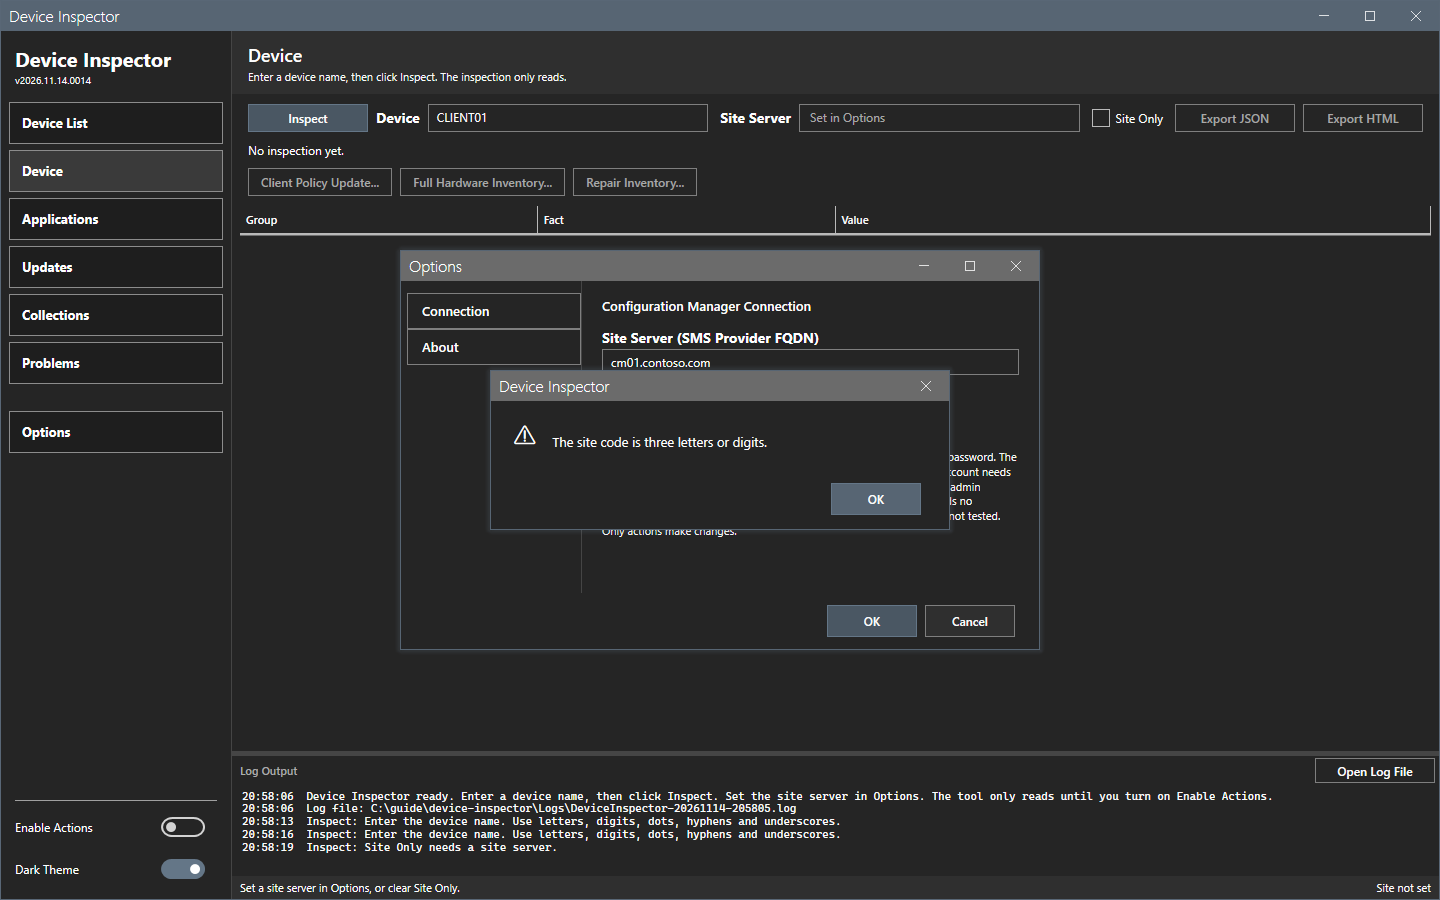 Device Inspector
Device Inspector
v2026.11.14.0014
Device List
Device
Applications
Updates
Collections
Problems
Options
Enable Actions
Dark Theme
Device
Enter a device name, then click Inspect. The inspection only reads.
Inspect Device CLIENT01 Site Server Set in Options Site Only Export JSON Export HTML
No inspection yet.
Client Policy Update... Full Hardware Inventory... Repair Inventory...
Group Fact Value
Options
Connection
About
Configuration Manager Connection
Site Server (SMS Provider FQDN)
cm01.contoso.com
Device Inspector
The site code is three letters or digits.
OK
password. The
needs
admin
no
not tested.
Only actions make changes.
OK Cancel
Log Output Open Log File
20:58:06 Device Inspector ready. Enter a device name, then click Inspect. Set the site server in Options. The tool only reads until you turn on Enable Actions.
20:58:06 Log file: C:\guide\device-inspector\Logs\DeviceInspector-20261114-205805.log
20:58:13 Inspect: Enter the device name. Use letters, digits, dots, hyphens and underscores.
20:58:16 Inspect: Enter the device name. Use letters, digits, dots, hyphens and underscores.
20:58:19 Inspect: Site Only needs a site server.
Set a site server in Options, or clear Site Only. Site not set